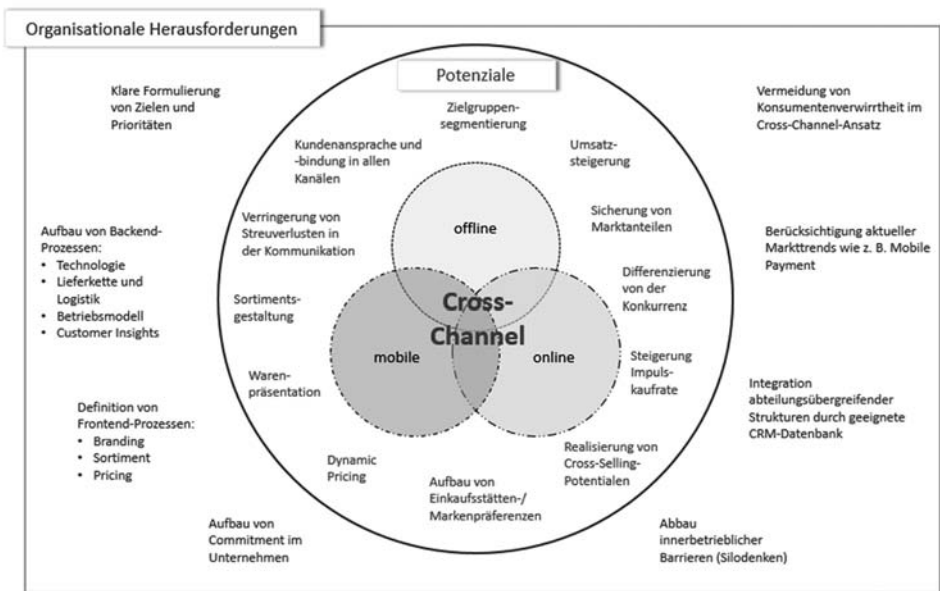 Organisationale Herausforderungen
Potenziale
Klare Formulierung
von Zielen und
Prioritäten
Aufbau von Backend-
Prozessen:
• Technologie
• Lieferkette und
Logistik
• Betriebsmodell
• Customer Insights
Definition von
Frontend-Prozessen:
• Branding
• Sortiment
• Pricing
Aufbau von
Commitment im
Unternehmen
Zielgruppen-
segmentierung
Kundenansprache und
-bindung in allen
Kanälen
Verringerung von
Streuverlusten in
der Kommunikation
Sortiments-
gestaltung
Waren-
präsentation
Dynamic
Pricing
Aufbau von
Einkaufsstätten-/
Markenpräferenzen
offline
Cross-
Channel
mobile
online
Umsatz-
steigerung
Sicherung von
Marktanteilen
Differenzierung
von der
Konkurrenz
Steigerung
Impuls-
kaufrate
Realisierung von
Cross-Selling-
Potentialen
Vermeidung von
Konsumentenverwirrtheit im
Cross-Channel-Ansatz
Berücksichtigung aktueller
Markttrends wie z. B. Mobile
Payment
Integration
abteilungsübergreifender
Strukturen durch geeignete
CRM-Datenbank
Abbau
innerbetrieblicher
Barrieren (Silodenken)